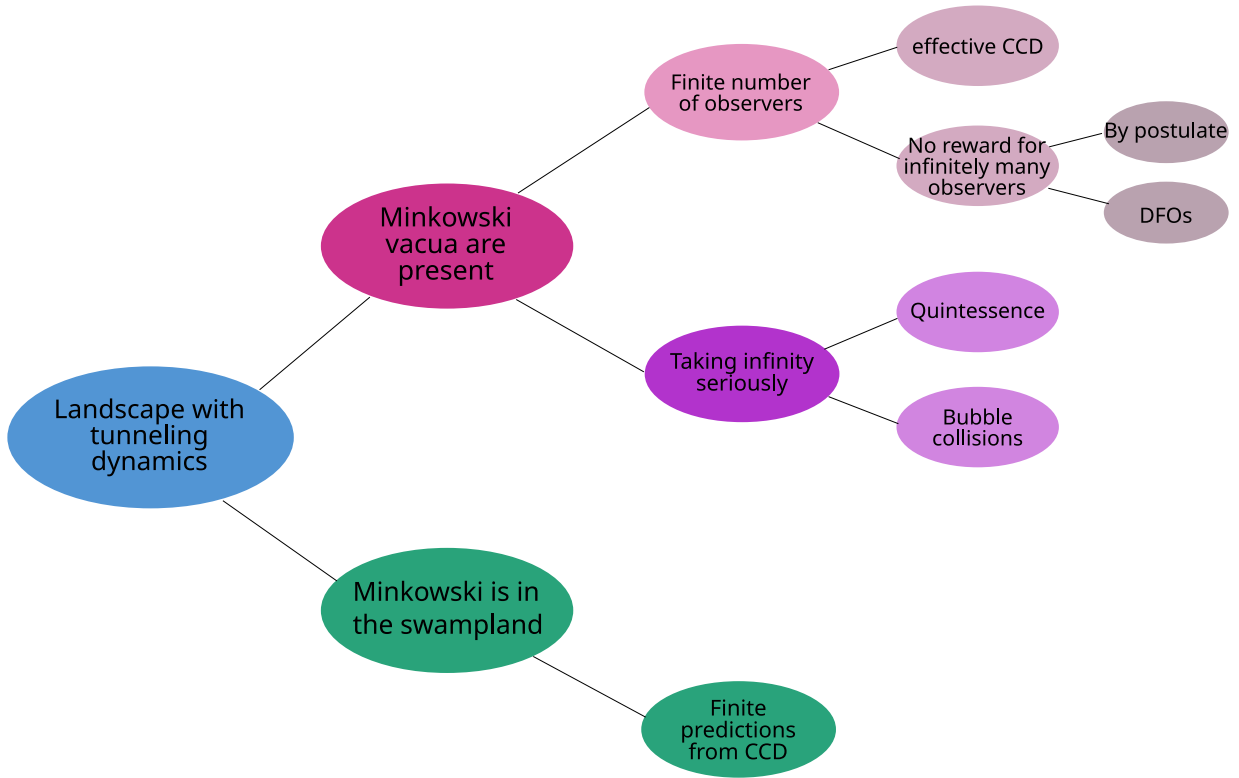 effective CCD
Finite number
of observers
By postulate
No reward for
infinitely many
observers
DFOs
Minkowski
vacua are
present
Quintessence
Taking infinity
seriously
Bubble
collisions
Landscape with
tunneling
dynamics
Minkowski is in
the swampland
Finite
predictions
from CCD